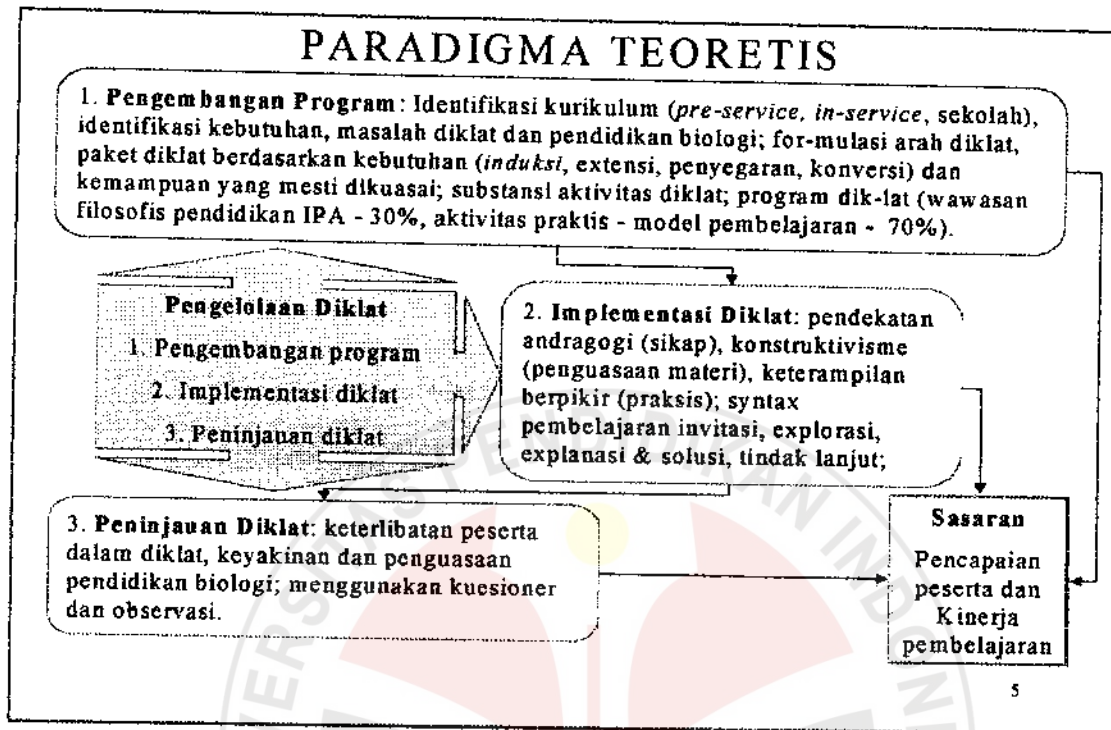 PARADIGMA TEORETIS
1. Pengembangan Program: Identifikasi kurikulum (pre-service, in-service, sekolah),
identifikasi kebutuhan, masalah diklat dan pendidikan biologi; for-mulasi arah diklat,
paket diklat berdasarkan kebutuhan (induksi, extensi, penyegaran, konversi) dan
kemampuan yang mesti dikuasai; substansi aktivitas diklat; program dik-lat (wawasan
filosofis pendidikan IPA - 30%, aktivitas praktis - model pembelajaran - 70%).
Pengelolaan Diklat
1. Pengembangan program
2. Implementasi diklat
3. Peninjauan diklat
2. Implementasi Diklat: pendekatan
andragogi (sikap), konstruktivisme
(penguasaan materi), keterampilan
berpikir (praksis); syntax
pembelajaran invitasi, explorasi,
explanasi & solusi, tindak lanjut;
3. Peninjauan Diklat: keterlibatan peserta
dalam diklat, keyakinan dan penguasaan
pendidikan biologi; menggunakan kuesioner
dan observasi.
Sasaran
Pencapaian
peserta dan
Kinerja
pembelajaran
5
ERSITAS PENDIDIKAN INDONE